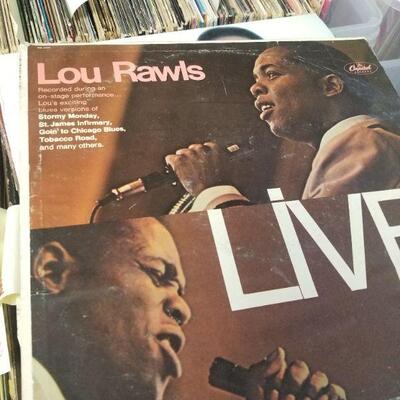 Lou Rawls
Capitol
Recorded during an
on-stage performance...
Lou's exciting
blues versions of
Stormy Monday,
St. James Infirmary,
Goin' to Chicago Blues,
Tobacco Road,
and many others.
LiVE